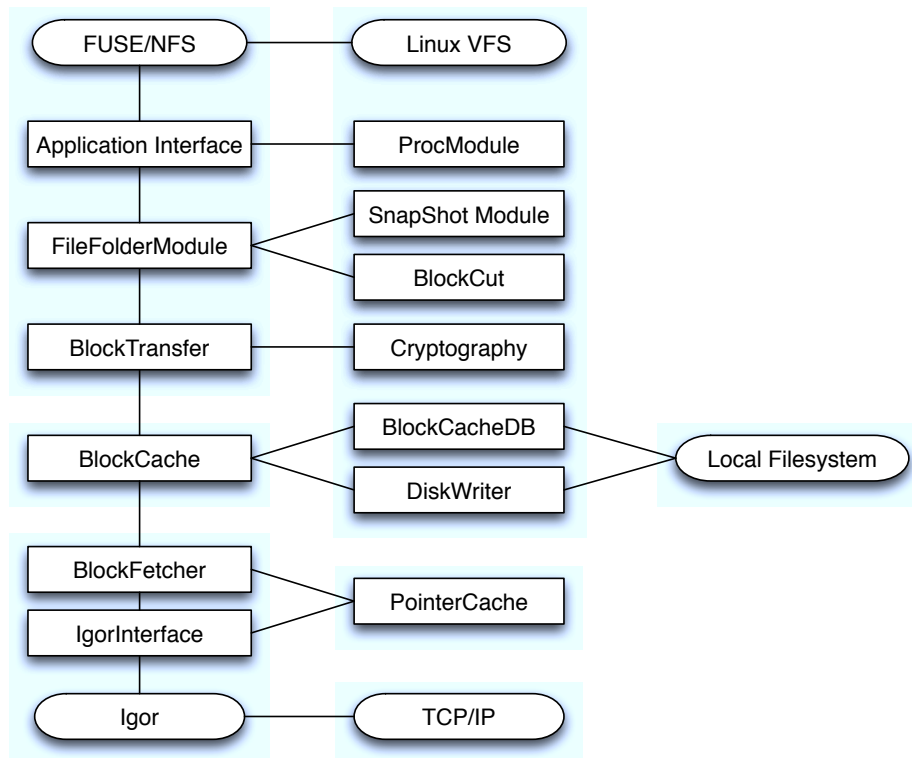 FUSE/NFS
Linux VFS
Application Interface
ProcModule
SnapShot Module
FileFolderModule
BlockCut
BlockTransfer
Cryptography
BlockCacheDB
BlockCache
Local Filesystem
DiskWriter
BlockFetcher
PointerCache
IgorInterface
Igor
TCP/IP